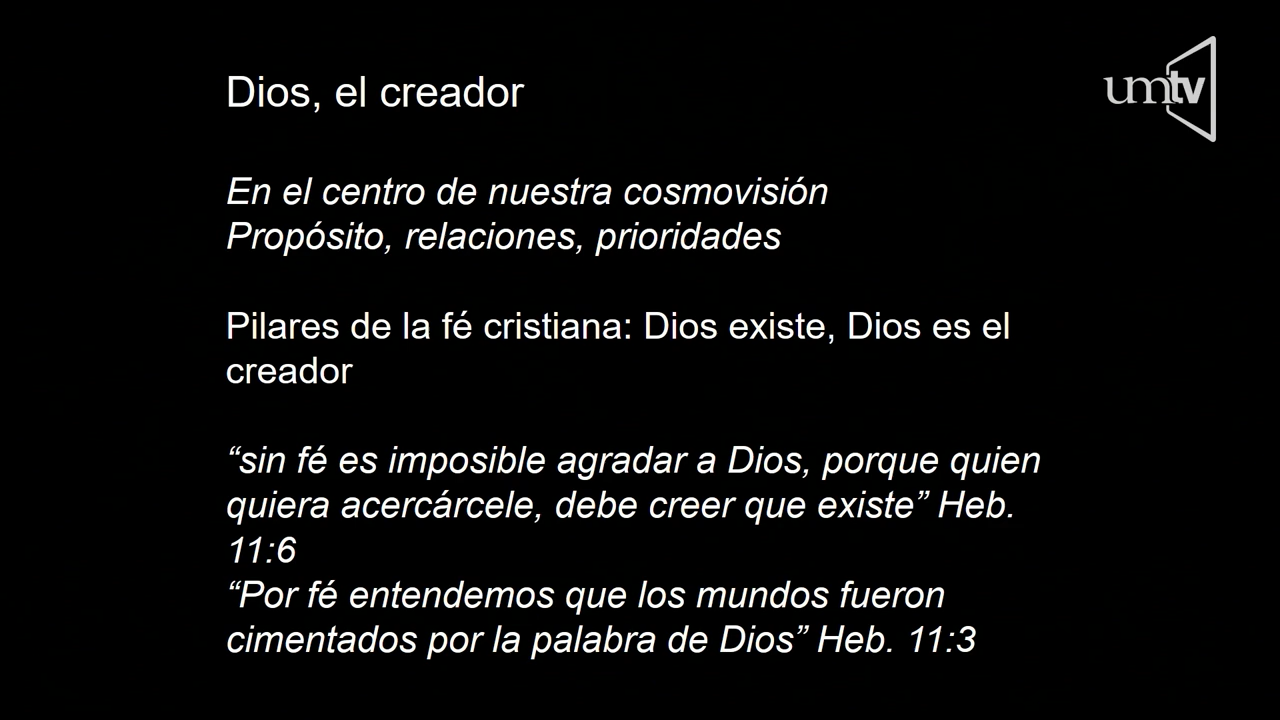 Dios, el creador
umtv
En el centro de nuestra cosmovisión
Propósito, relaciones, prioridades
Pilares de la fé cristiana: Dios existe, Dios es el
creador
“sin fé es imposible agradar a Dios, porque quien
quiera acercárcele, debe creer que existe” Heb.
11:6
“Por fé entendemos que los mundos fueron
cimentados por la palabra de Dios” Heb. 11:3